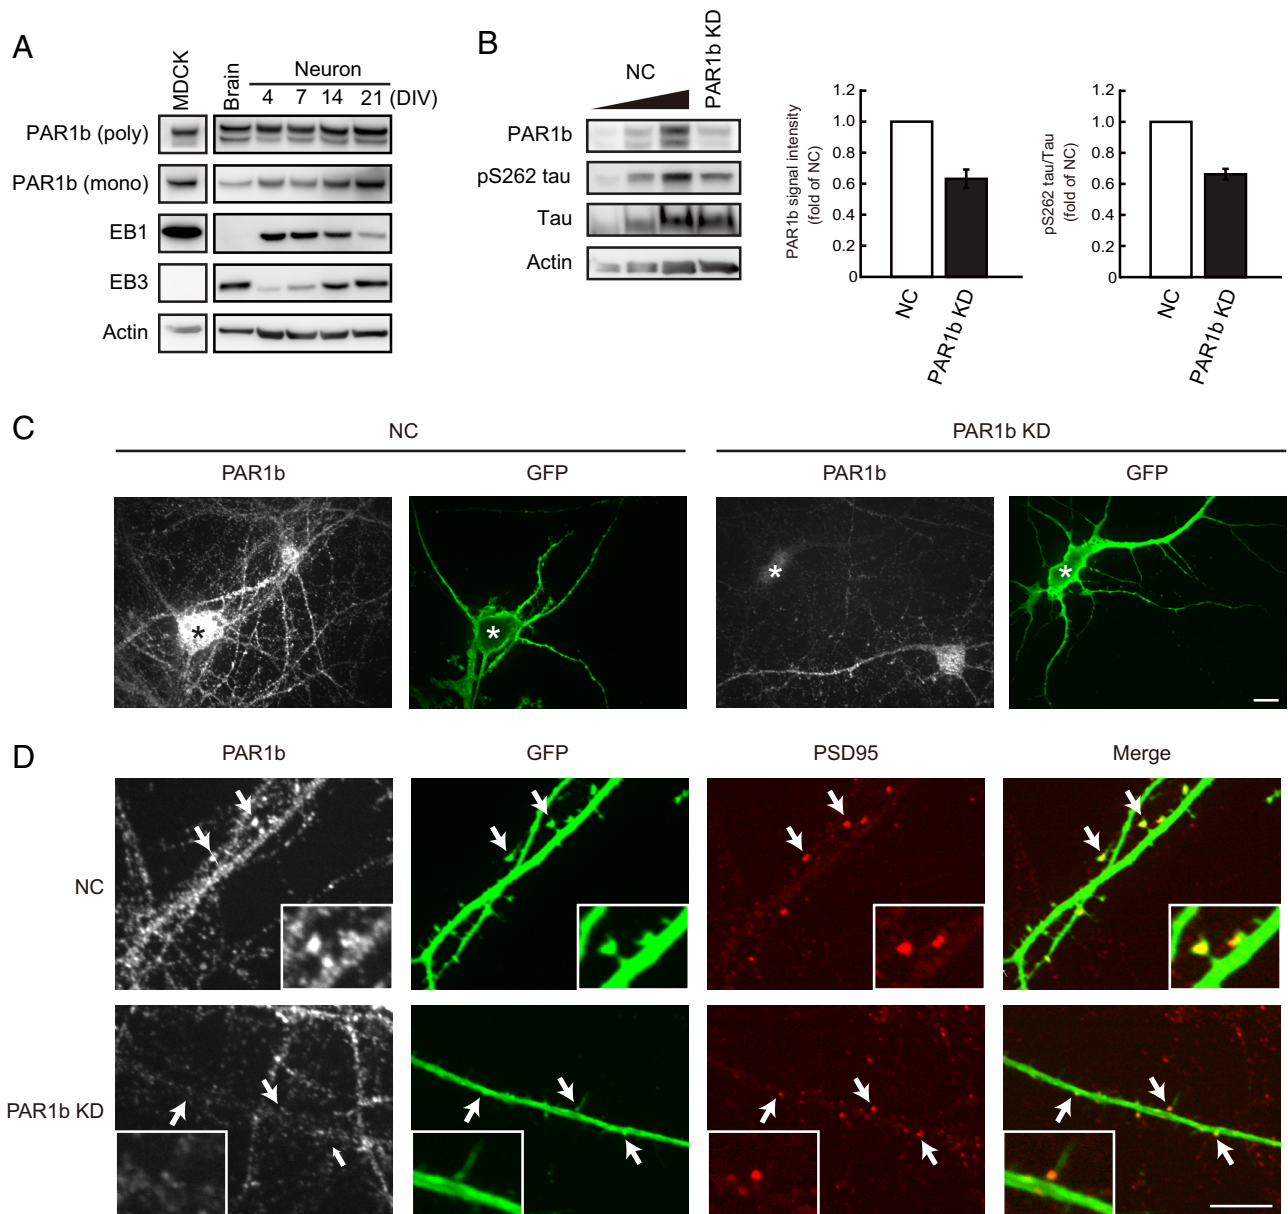 A
MDCK
Brain
Neuron
4 7 14 21 (DIV)
PAR1b (poly)
PAR1b (mono)
EB1
EB3
Actin
B
NC
PAR1b KD
PAR1b
pS262 tau
Tau
Actin
PAR1b signal intensity
(fold of NC)
1.2
1.0
0.8
0.6
0.4
0.2
0
NC
PAR1b KD
pS262 tau/Tau
(fold of NC)
1.2
1.0
0.8
0.6
0.4
0.2
0
NC
PAR1b KD
C
NC
PAR1b KD
PAR1b
GFP
PAR1b
GFP
*
*
*
*
D
PAR1b
GFP
PSD95
Merge
NC
PAR1b KD